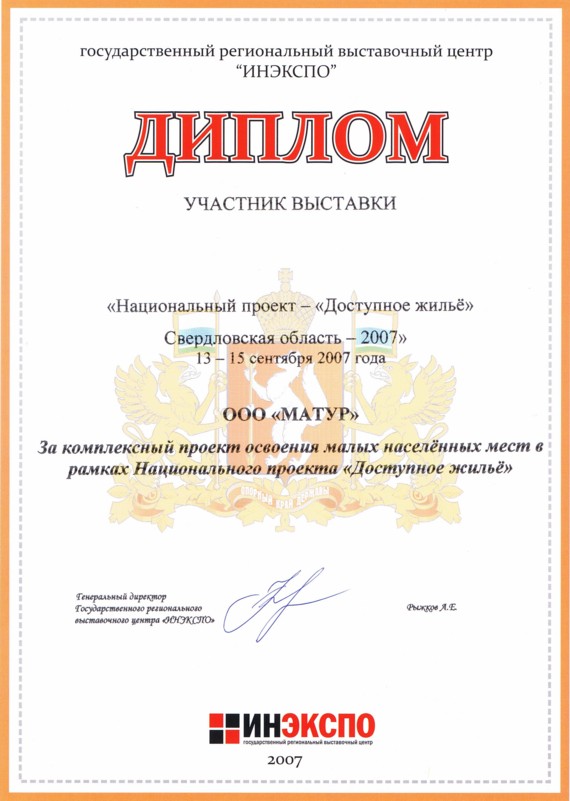 государственный региональный выставочный центр
“ИНЭКСПО”
ДИПЛОМ
УЧАСТНИК ВЫСТАВКИ
«Национальный проект – «Доступное жильё»
Свердловская область – 2007»
13 – 15 сентября 2007 года
ООО «МАТУР»
За комплексный проект освоения малых населённых мест в
рамках Национального проекта «Доступное жильё»
ОПОРНЫЙ КРАЙ ДЕРЖАВЫ
Генеральный директор
Государственного регионального
выставочного центра «ИНЭКСПО»
Рыжков А.Е.
ИНЭКСПО
государственный региональный выставочный центр
2007